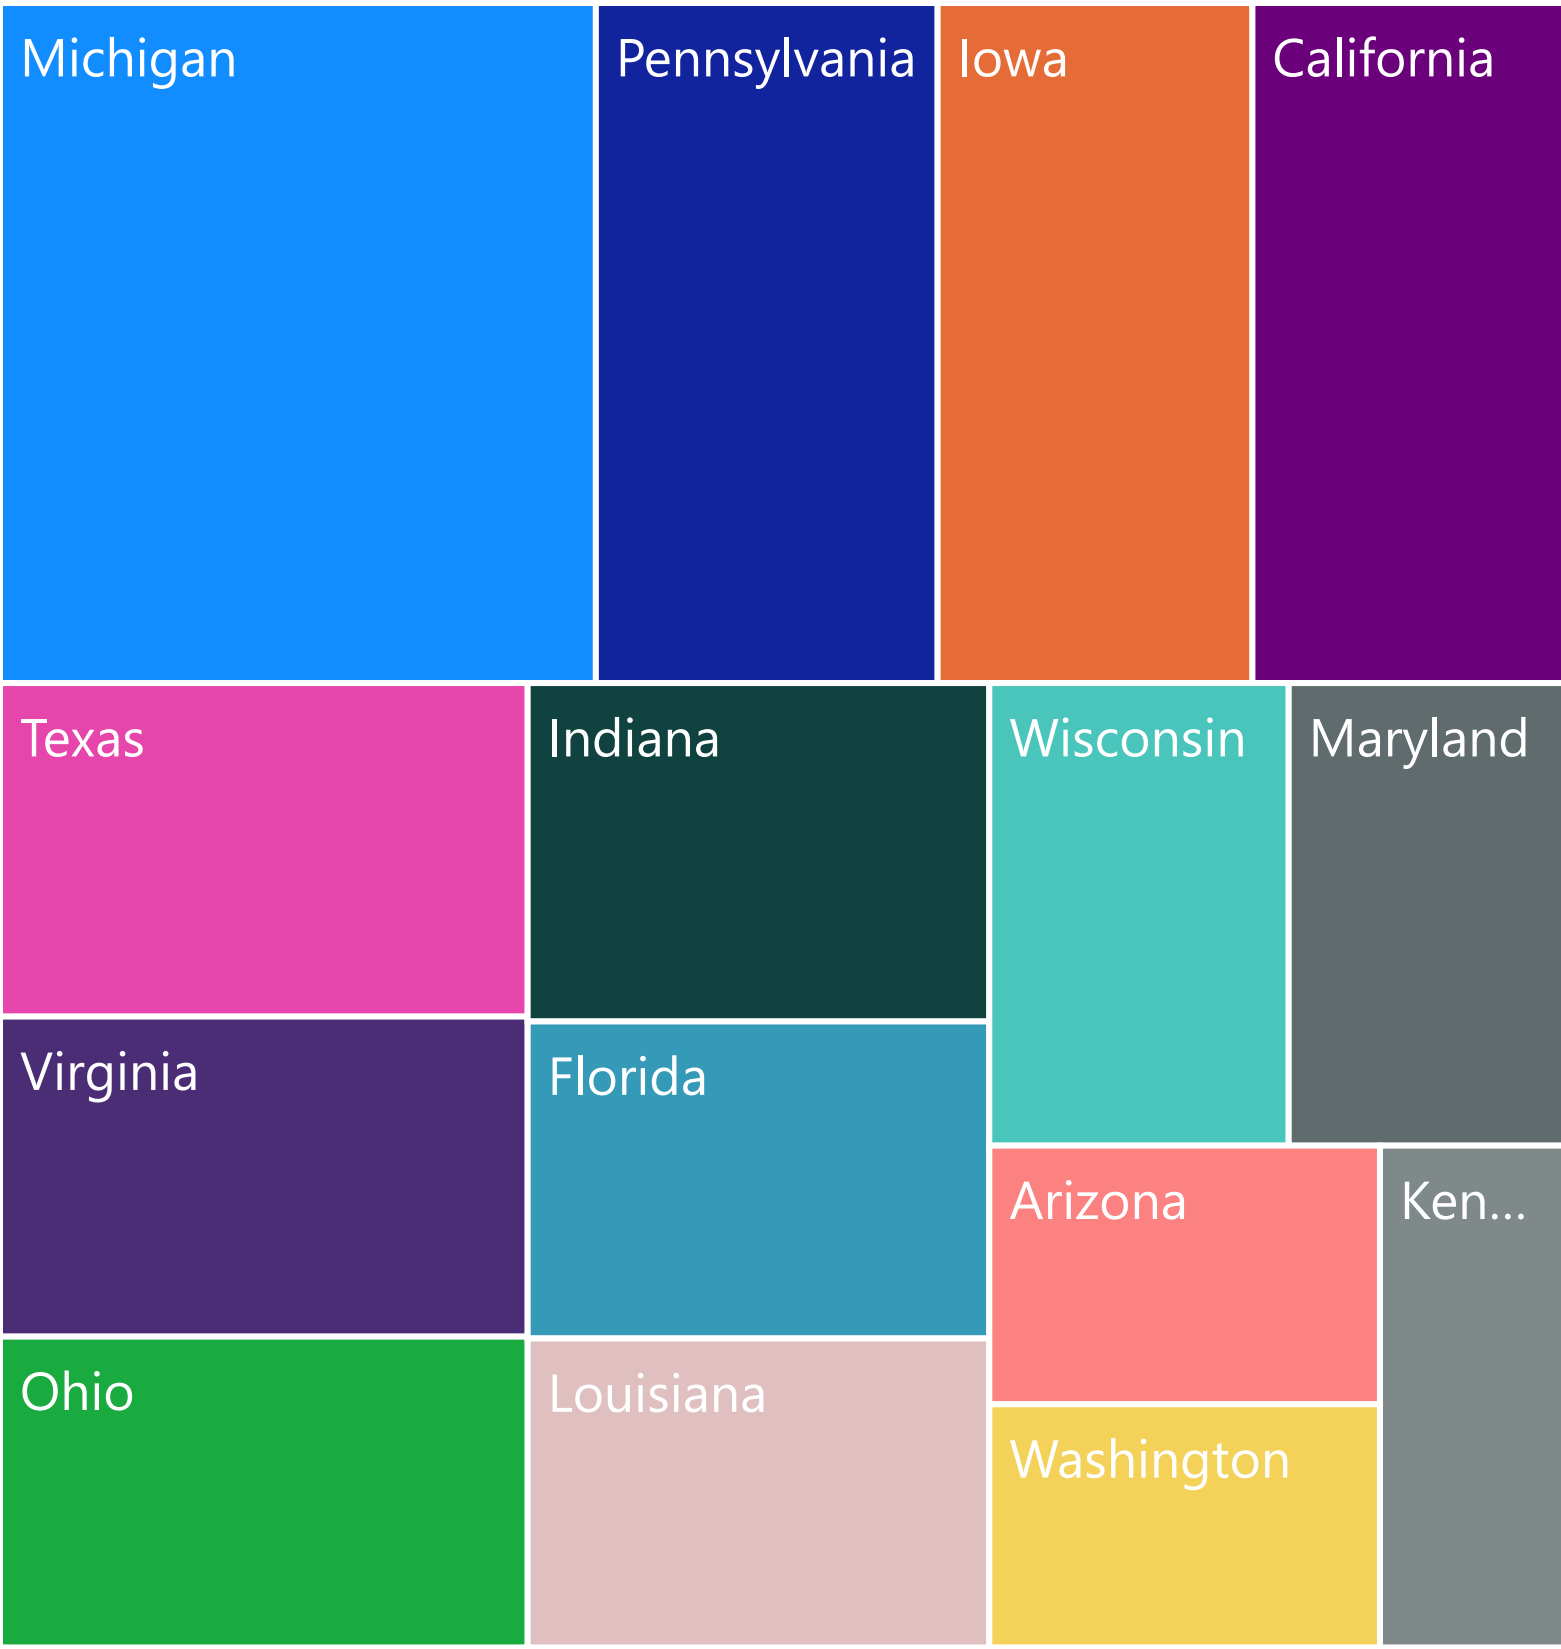 Michigan
Pennsylvania
Iowa
California
Texas
Indiana
Wisconsin
Maryland
Virginia
Florida
Arizona
Ken...
Ohio
Louisiana
Washington